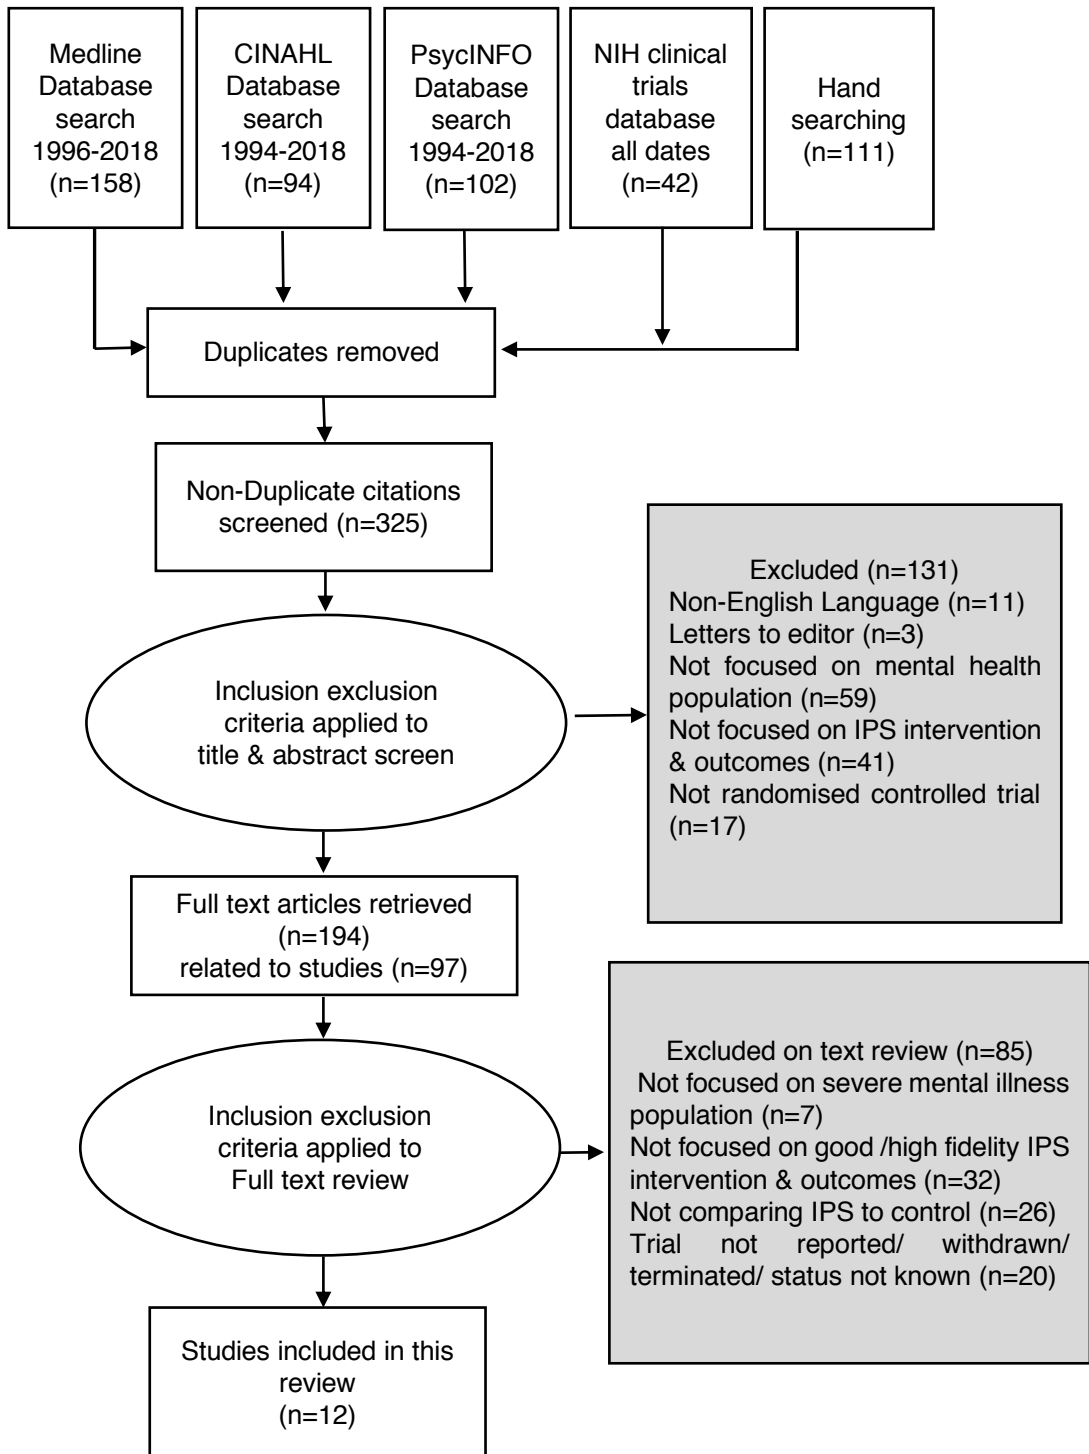 Medline
Database
search
1996-2018
(n=158)
CINAHL
Database
search
1994-2018
(n=94)
PsycINFO
Database
search
1994-2018
(n=102)
NIH clinical
trials
database
all dates
(n=42)
Hand
searching
(n=111)
Duplicates removed
Non-Duplicate citations
screened (n=325)
Excluded (n=131)
Non-English Language (n=11)
Letters to editor (n=3)
Not focused on mental health
population (n=59)
Not focused on IPS intervention
& outcomes (n=41)
Not randomised controlled trial
(n=17)
Inclusion exclusion
criteria applied to
title & abstract screen
Full text articles retrieved
(n=194)
related to studies (n=97)
Excluded on text review (n=85)
Not focused on severe mental illness
population (n=7)
Not focused on good /high fidelity IPS
intervention & outcomes (n=32)
Not comparing IPS to control (n=26)
Trial not reported/ withdrawn/
terminated/ status not known (n=20)
Inclusion exclusion
criteria applied to
Full text review
Studies included in this
review
(n=12)